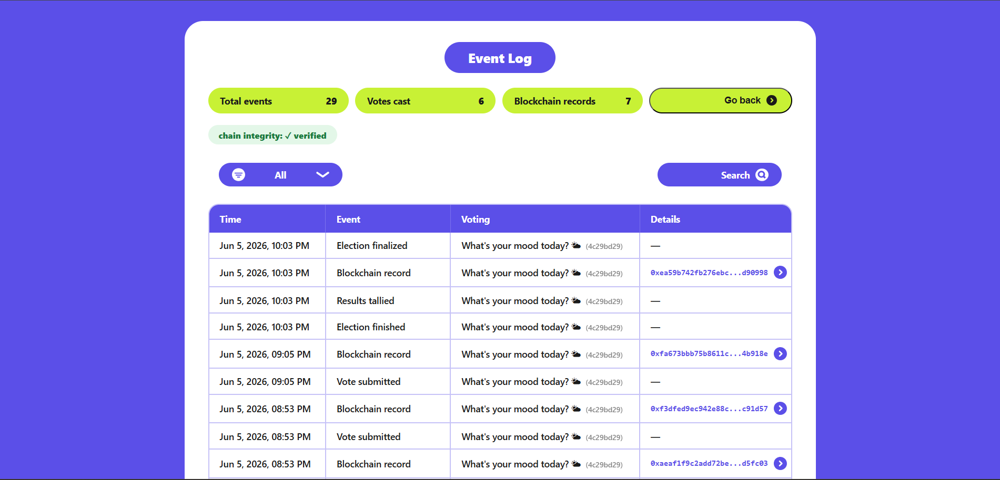 Event Log
Total events 29 Votes cast 6 Blockchain records 7 Go back
chain integrity: ✓ verified
All Search
Time Event Voting Details
Jun 5, 2026, 10:03 PM Election finalized What's your mood today? 🌥 (4c29bd29) —
Jun 5, 2026, 10:03 PM Blockchain record What's your mood today? 🌥 (4c29bd29) 0xea59b742fb276ebc...d90998
Jun 5, 2026, 10:03 PM Results tallied What's your mood today? 🌥 (4c29bd29) —
Jun 5, 2026, 10:03 PM Election finished What's your mood today? 🌥 (4c29bd29) —
Jun 5, 2026, 09:05 PM Blockchain record What's your mood today? 🌥 (4c29bd29) 0xfa673bbb75b8611c...4b918e
Jun 5, 2026, 09:05 PM Vote submitted What's your mood today? 🌥 (4c29bd29) —
Jun 5, 2026, 08:53 PM Blockchain record What's your mood today? 🌥 (4c29bd29) 0xf3dfed9ec942e88c...c91d57
Jun 5, 2026, 08:53 PM Vote submitted What's your mood today? 🌥 (4c29bd29) —
Jun 5, 2026, 08:53 PM Blockchain record What's your mood today? 🌥 (4c29bd29) 0xaeaf1f9c2add72be...d5fc03